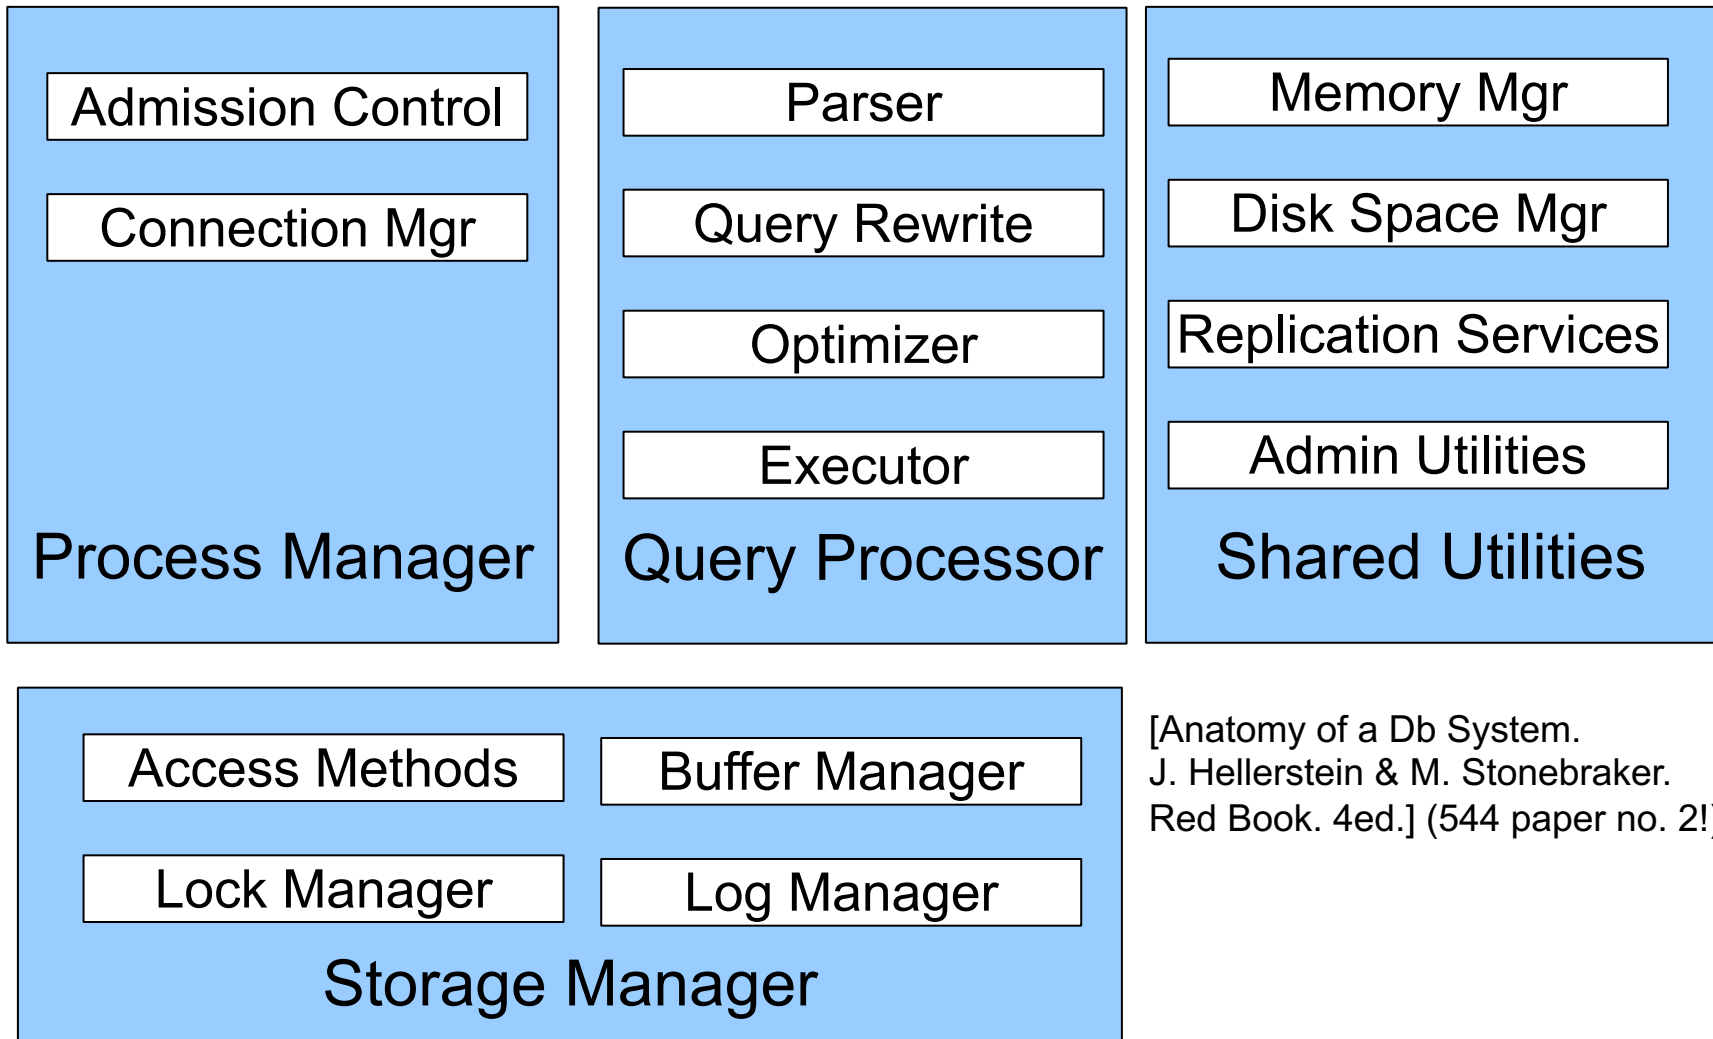 Admission Control
Connection Mgr
Process Manager
Parser
Query Rewrite
Optimizer
Executor
Query Processor
Memory Mgr
Disk Space Mgr
Replication Services
Admin Utilities
Shared Utilities
Access Methods
Buffer Manager
Lock Manager
Log Manager
Storage Manager
[Anatomy of a Db System.
J. Hellerstein & M. Stonebraker.
Red Book. 4ed.] (544 paper no. 2!)